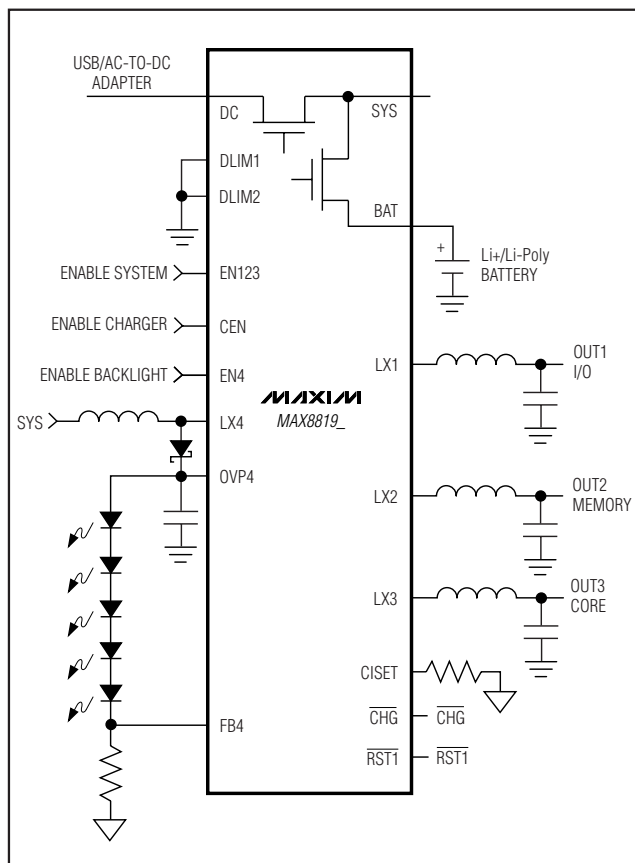 USB/AC-TO-DC
ADAPTER
DC
SYS
DLIM1
DLIM2
BAT
+
Li+/Li-Poly
BATTERY
ENABLE SYSTEM
EN123
ENABLE CHARGER
CEN
LX1
OUT1
I/O
ENABLE BACKLIGHT
EN4
MAXIM
MAX8819_
SYS
LX4
OVP4
LX2
OUT2
MEMORY
LX3
OUT3
CORE
CISET
FB4
CHG
CHG
RST1
RST1